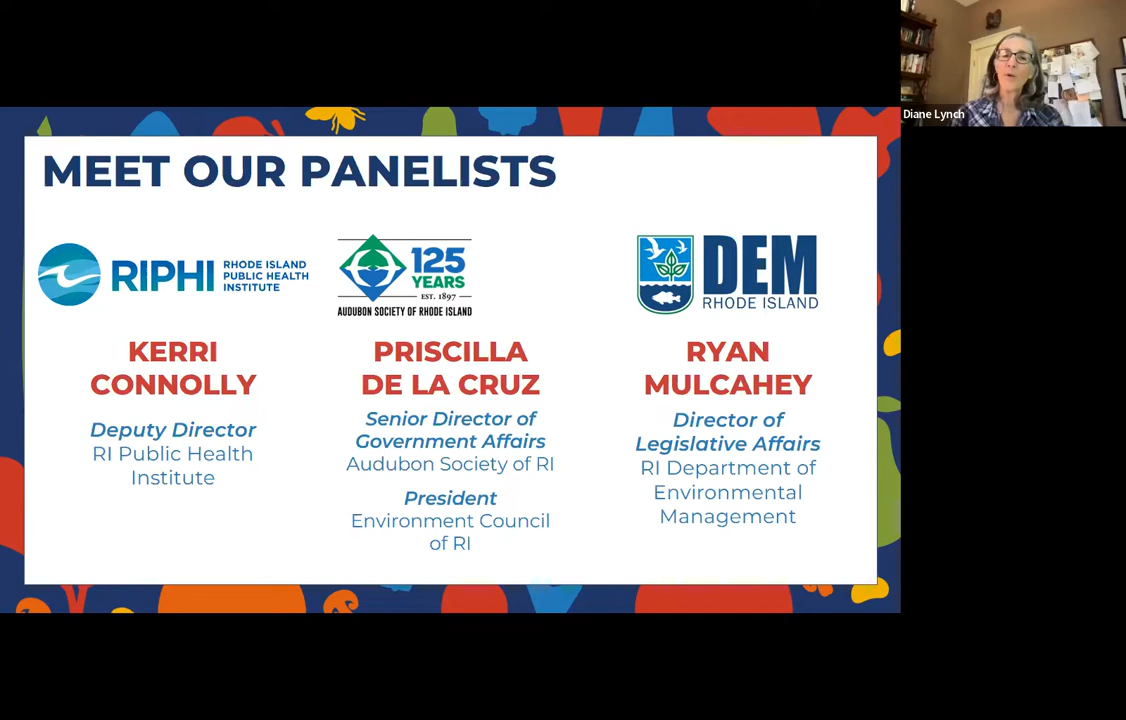 Diane Lynch
MEET OUR PANELISTS
RIPHI
RHODE ISLAND
PUBLIC HEALTH
INSTITUTE
125
YEARS
EST. 1897
AUDUBON SOCIETY OF RHODE ISLAND
DEM
RHODE ISLAND
KERRI
CONNOLLY
Deputy Director
RI Public Health
Institute
PRISCILLA
DE LA CRUZ
Senior Director of
Government Affairs
Audubon Society of RI
President
Environment Council
of RI
RYAN
MULCAHEY
Director of
Legislative Affairs
RI Department of
Environmental
Management